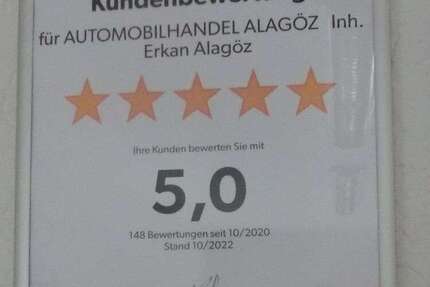 Kundenbewertung
für AUTOMOBILHANDEL ALAGÖZ Inh.
Erkan Alagöz
Ihre Kunden bewerten Sie mit
5,0
148 Bewertungen seit 10/2020
Stand 10/2022